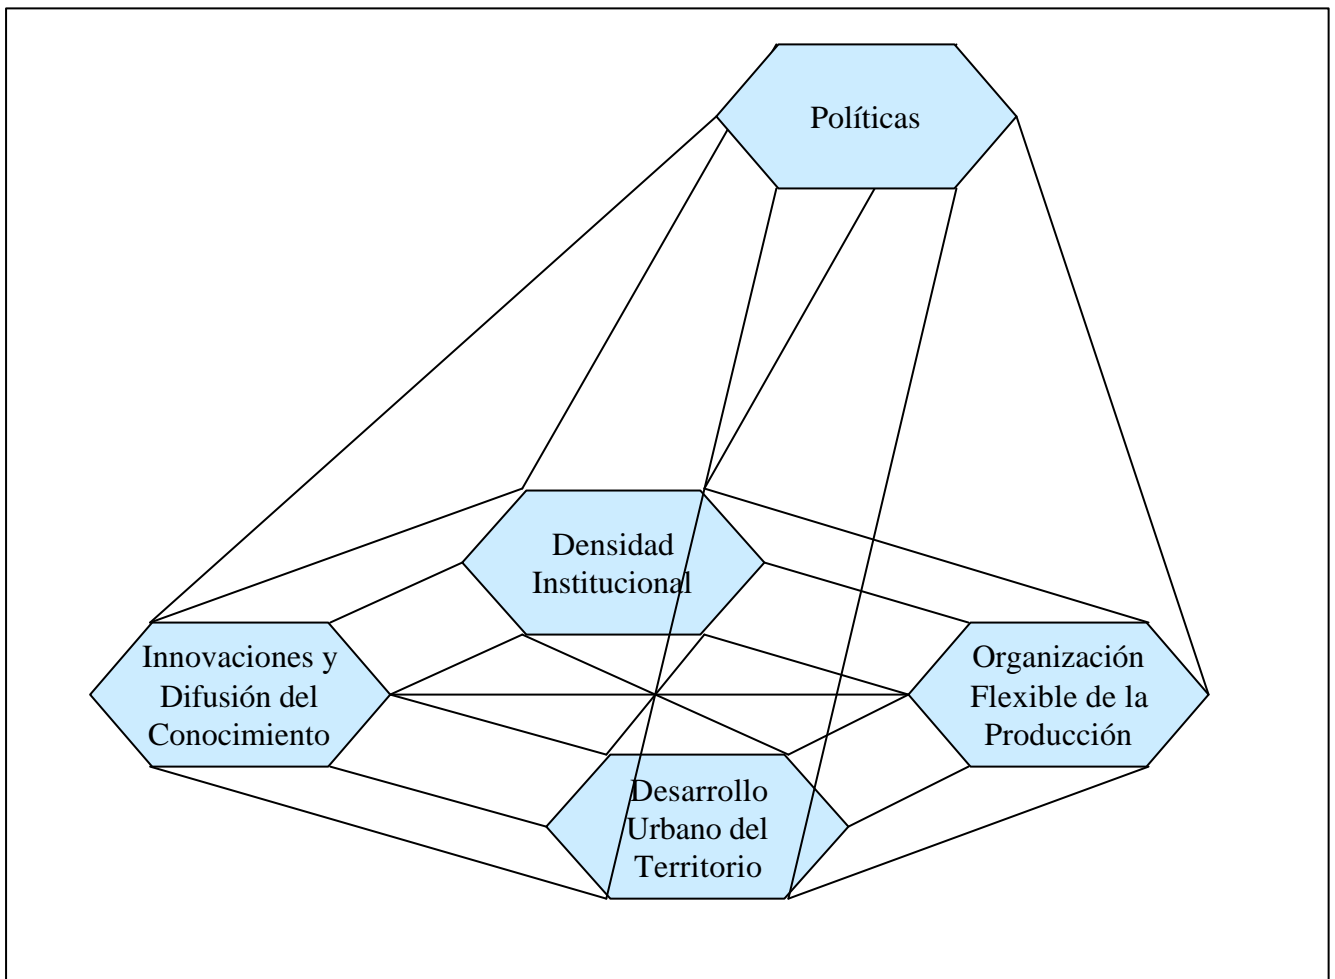 Políticas
Densidad
Institucional
Innovaciones y
Difusión del
Conocimiento
Organización
Flexible de la
Producción
Desarrollo
Urbano del
Territorio